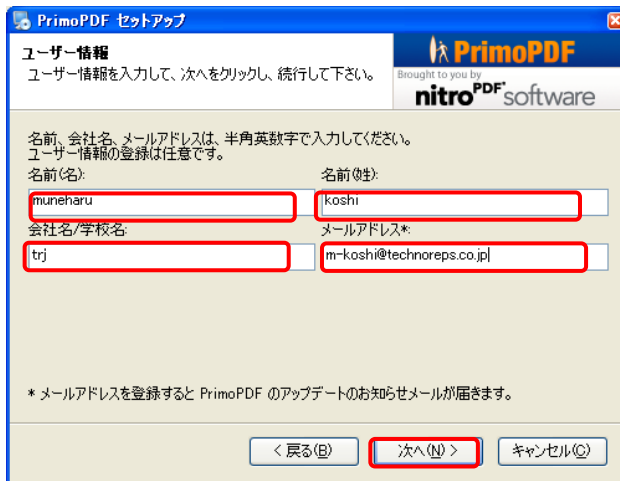 PrimoPDF セットアップ
ユーザー情報
ユーザー情報を入力して、次へをクリックし、続行して下さい。
PrimoPDF
Brought to you by
nitroPDF software
名前、会社名、メールアドレスは、半角英数字で入力してください。
ユーザー情報の登録は任意です。
名前(名): 名前(姓):
muneharu koshi
会社名/学校名: メールアドレス*:
trj m-koshi@technoreps.co.jp
* メールアドレスを登録すると PrimoPDF のアップデートのお知らせメールが届きます。
< 戻る(B) 次へ(N) > キャンセル(C)